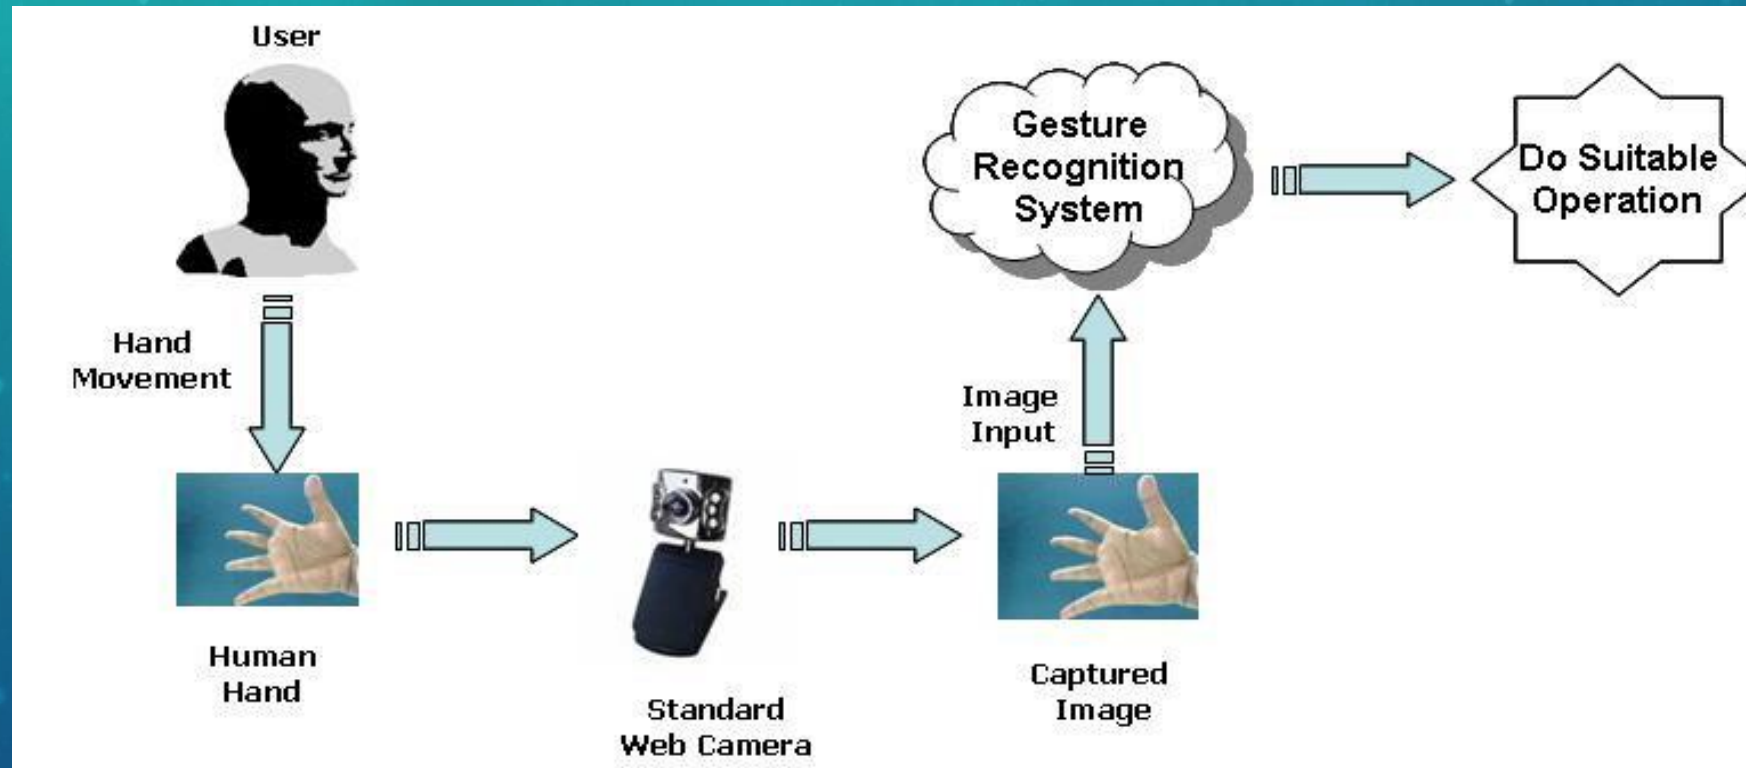 User
Hand
Movement
Human
Hand
Standard
Web Camera
Captured
Image
Image
Input
Gesture
Recognition
System
Do Suitable
Operation